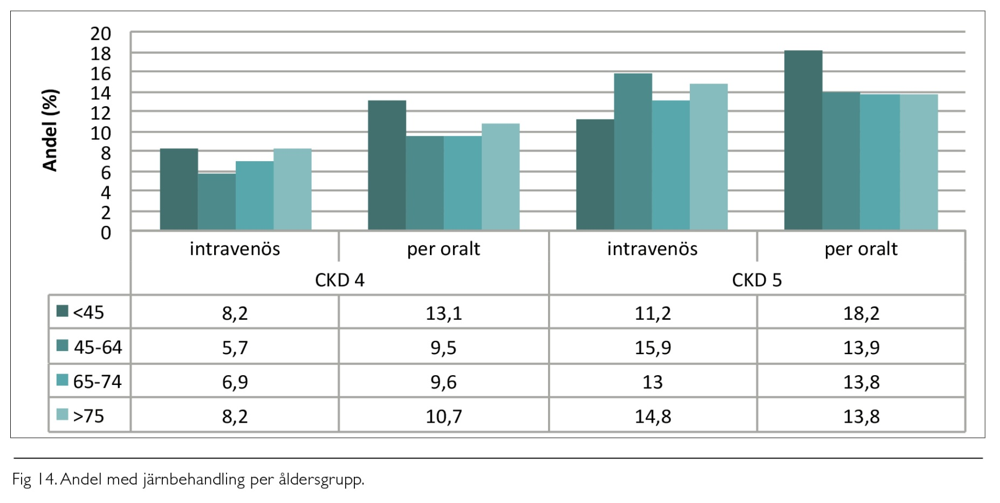 Andel (%)
20
18
16
14
12
10
8
6
4
2
0
intravenös per oralt intravenös per oralt
CKD 4 CKD 5
<45 8,2 13,1 11,2 18,2
45-64 5,7 9,5 15,9 13,9
65-74 6,9 9,6 13 13,8
>75 8,2 10,7 14,8 13,8
Fig 14. Andel med järnbehandling per åldersgrupp.